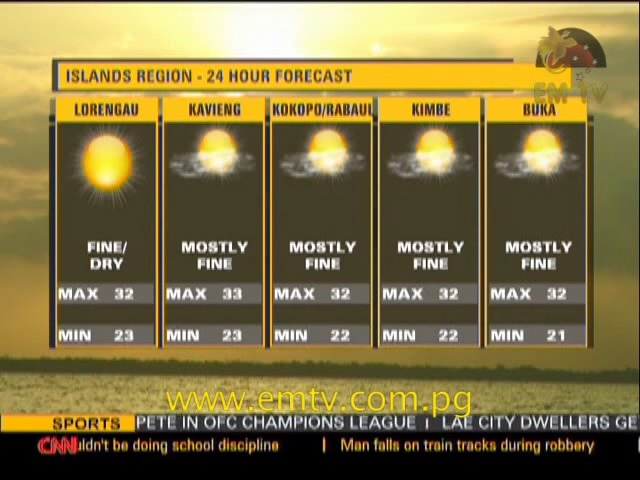 EM-TV
ISLANDS REGION - 24 HOUR FORECAST
LORENGAU
FINE/
DRY
MAX 32
MIN 23
KAVIENG
MOSTLY
FINE
MAX 33
MIN 23
KOKOPO/RABAUL
MOSTLY
FINE
MAX 32
MIN 22
KIMBE
MOSTLY
FINE
MAX 32
MIN 22
BUKA
MOSTLY
FINE
MAX 32
MIN 21
www.emtv.com.pg
SPORTS PETE IN OFC CHAMPIONS LEAGUE | LAE CITY DWELLERS GE
CNN uldn't be doing school discipline | Man falls on train tracks during robbery